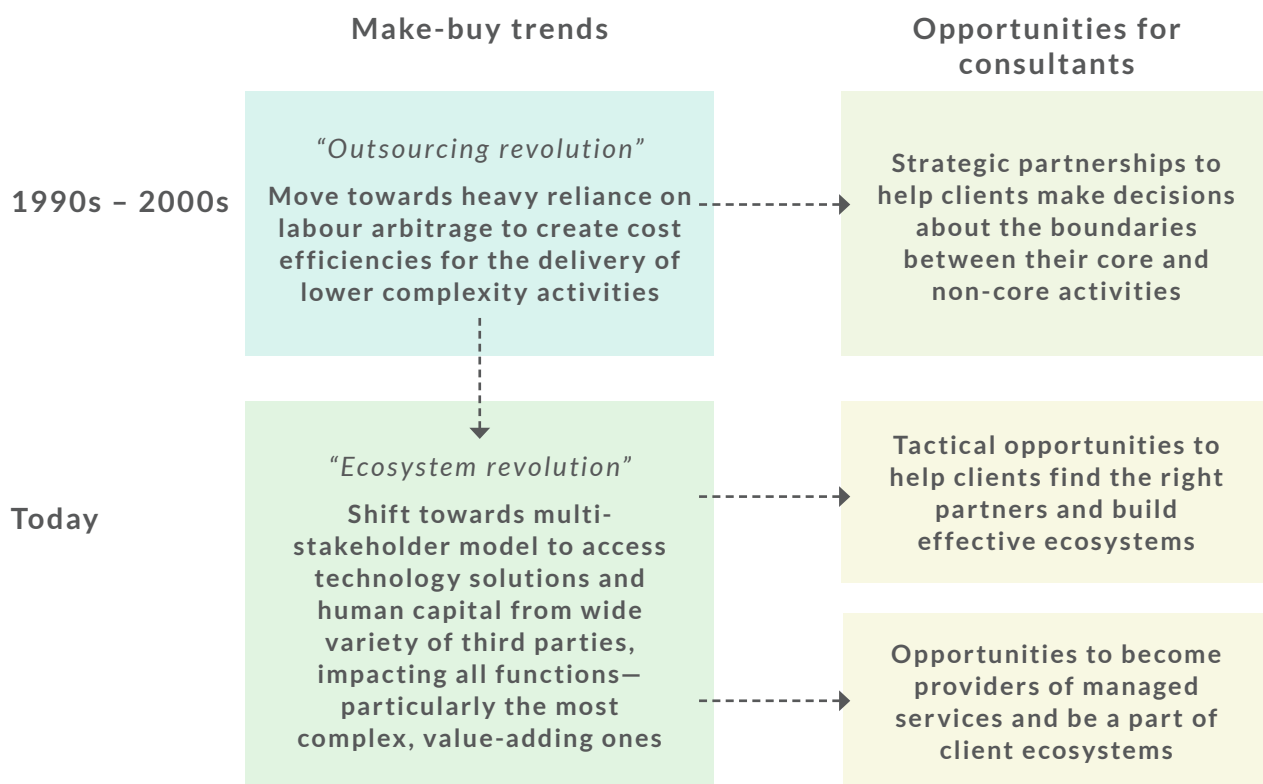 Make-buy trends
Opportunities for
consultants
1990s – 2000s
“Outsourcing revolution”
Move towards heavy reliance on
labour arbitrage to create cost
efficiencies for the delivery of
lower complexity activities
Strategic partnerships to
help clients make decisions
about the boundaries
between their core and
non-core activities
Today
“Ecosystem revolution”
Shift towards multi-
stakeholder model to access
technology solutions and
human capital from wide
variety of third parties,
impacting all functions—
particularly the most
complex, value-adding ones
Tactical opportunities to
help clients find the right
partners and build
effective ecosystems
Opportunities to become
providers of managed
services and be a part of
client ecosystems